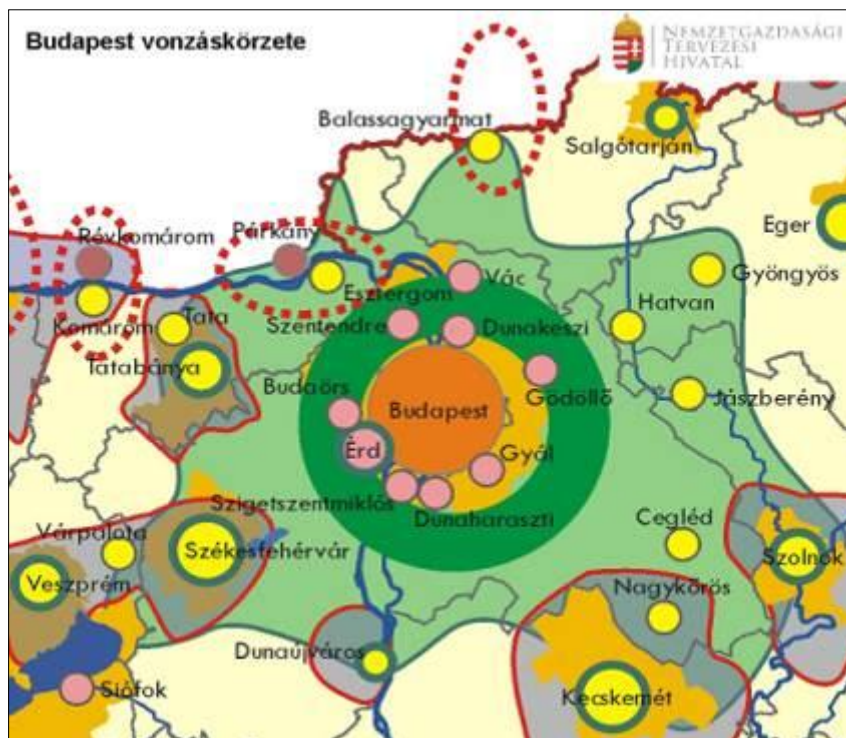 Budapest vonzáskörzete
NEMZETGAZDASÁGI
TERVEZÉSI
HIVATAL
Balassagyarmat
Salgótarján
Eger
Révkomárom
Párkány
Vác
Gyöngyös
Esztergom
Hatvan
Komárom
Tata
Szentendre
Dunakeszi
Tatabánya
Budaörs
Gödöllő
Budapest
Jászberény
Érd
Gyál
Szigetszentmiklós
Dunaharaszti
Várpalota
Székesfehérvár
Cegléd
Szolnok
Veszprém
Nagykőrös
Dunaújváros
Siófok
Kecskemét